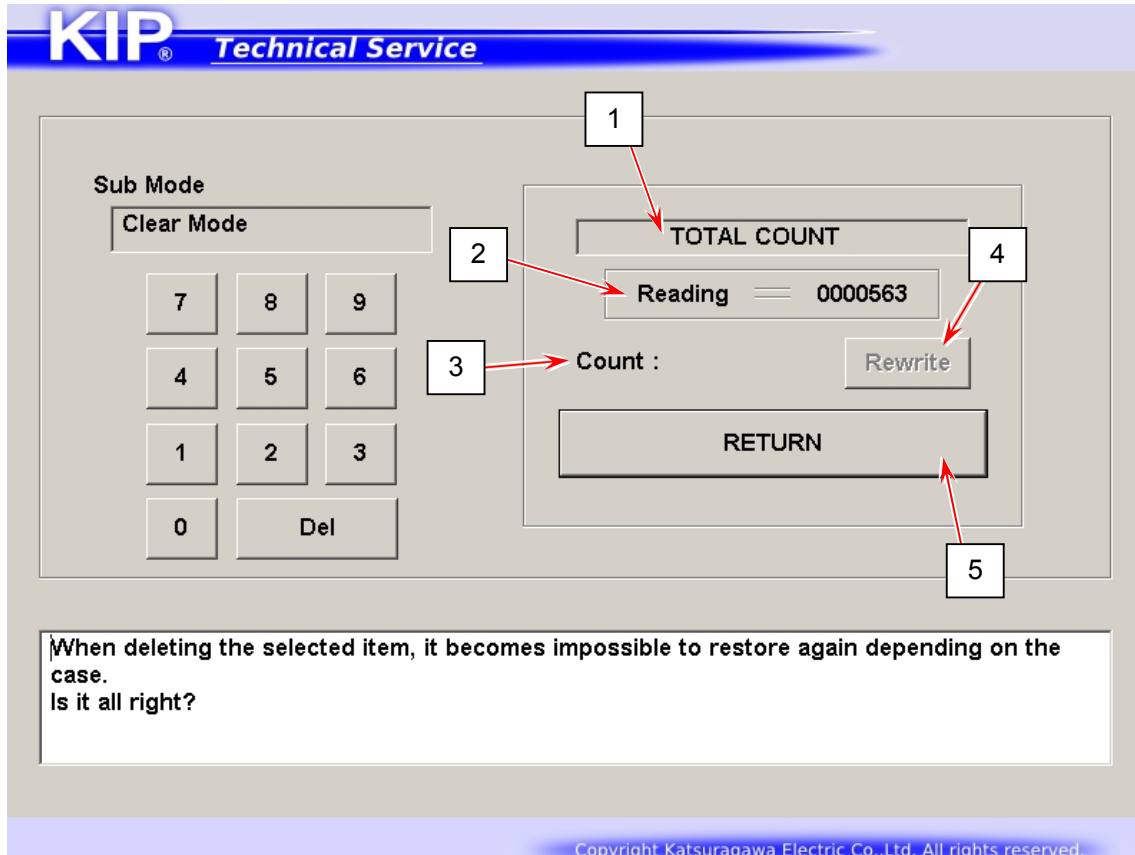 KIP®
Technical Service
1
Sub Mode
Clear Mode
TOTAL COUNT
2
4
Reading 0000563
7 8 9
3
Count :
Rewrite
4 5 6
RETURN
1 2 3
0 Del
5
When deleting the selected item, it becomes impossible to restore again depending on the
case.
Is it all right?
Copyright Katsuragawa Electric Co.,Ltd. All rights reserved.